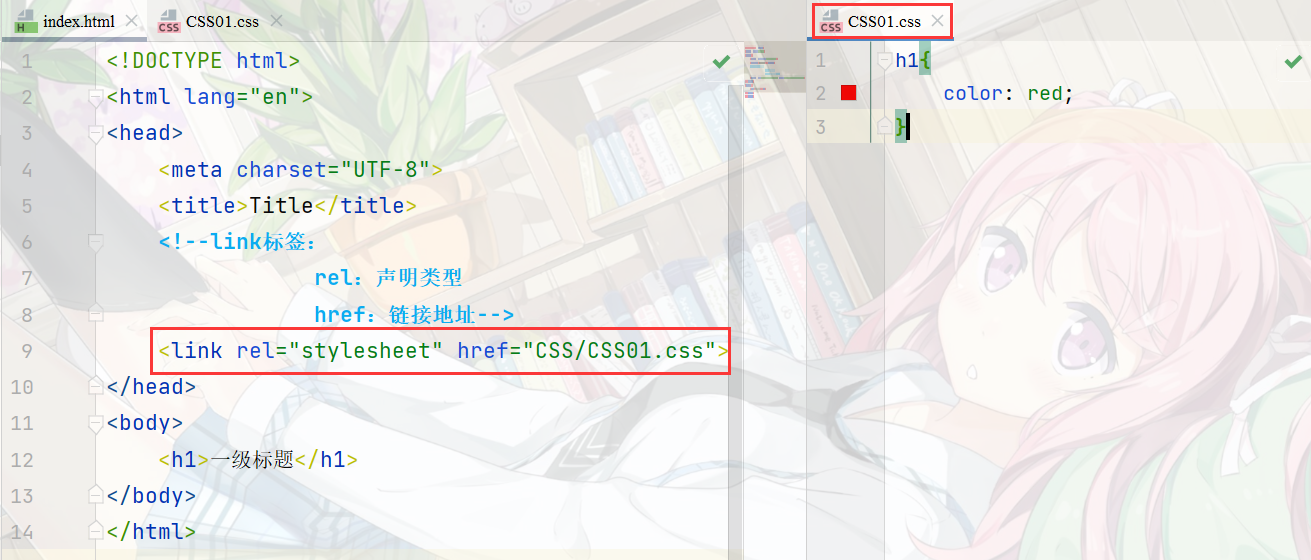 index.html CSS01.css
1 <!DOCTYPE html>
2 <html lang="en">
3 <head>
4 <meta charset="UTF-8">
5 <title>Title</title>
6 <!--link标签：
7 rel：声明类型
8 href：链接地址-->
9 <link rel="stylesheet" href="CSS/CSS01.css">
10 </head>
11 <body>
12 <h1>一级标题</h1>
13 </body>
14 </html>
CSS01.css
1 h1{
2 color: red;
3 }